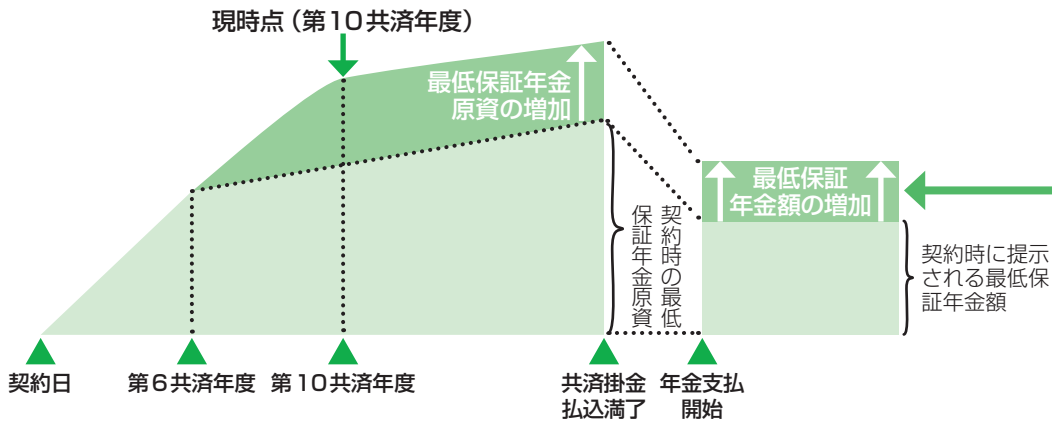 現時点（第10共済年度）
最低保証年金
原資の増加
最低保証
年金額の増加
契約時の最低
保証年金原資
契約時に提示
される最低保
証年金額
契約日
第6共済年度
第10共済年度
共済掛金
払込満了
年金支払
開始